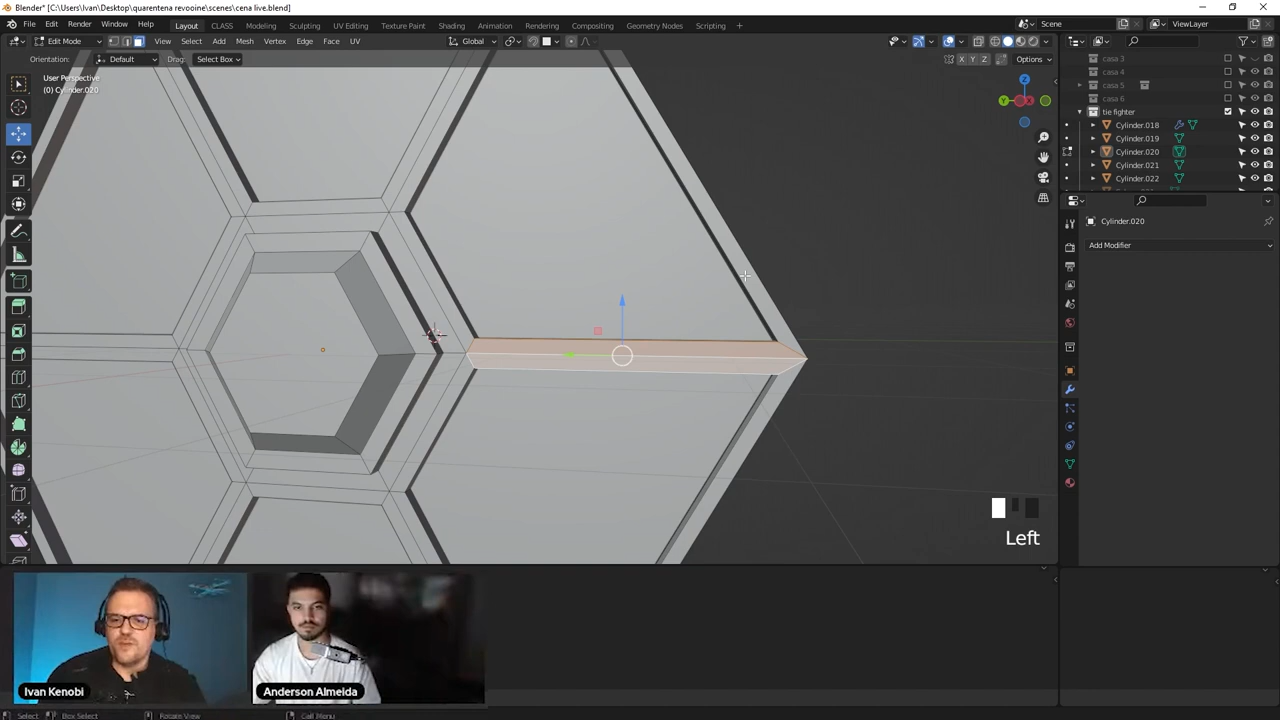 Blender* [C:\Users\Ivan\Desktop\quarentena revooine\scenes\cena live.blend]
File Edit Render Window Help Layout CLASS Modeling Sculpting UV Editing Texture Paint Shading Animation Rendering Compositing Geometry Nodes Scripting + Scene ViewLayer
Edit Mode View Select Add Mesh Vertex Edge Face UV Global
Orientation: Default Drag: Select Box X Y Z Options
User Perspective
(0) Cylinder.020
Z
Y X
casa 3
casa 4
casa 5
casa 6
tie fighter
Cylinder.018
Cylinder.019
Cylinder.020
Cylinder.021
Cylinder.022
Cylinder.020
Add Modifier
Left
Ivan Kenobi
Anderson Almeida
Select Box Select Rotate View Call Menu